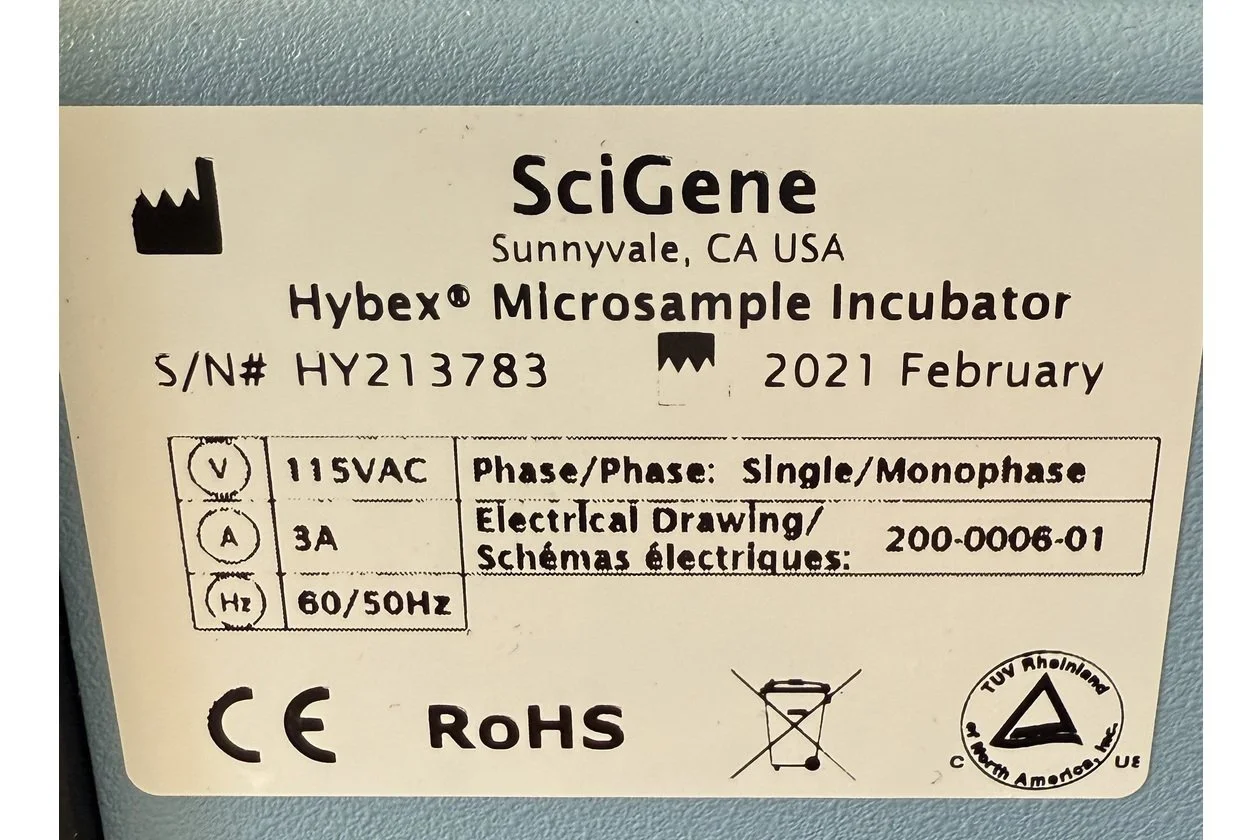 SciGene
Sunnyvale, CA USA
Hybex® Microsample Incubator
S/N# HY213783 2021 February
V 115VAC Phase/Phase: Single/Monophase
A 3A Electrical Drawing/
Schémas électriques: 200-0006-01
Hz 60/50Hz
CE RoHS
TUV Rheinland
of North America, Inc.
C US